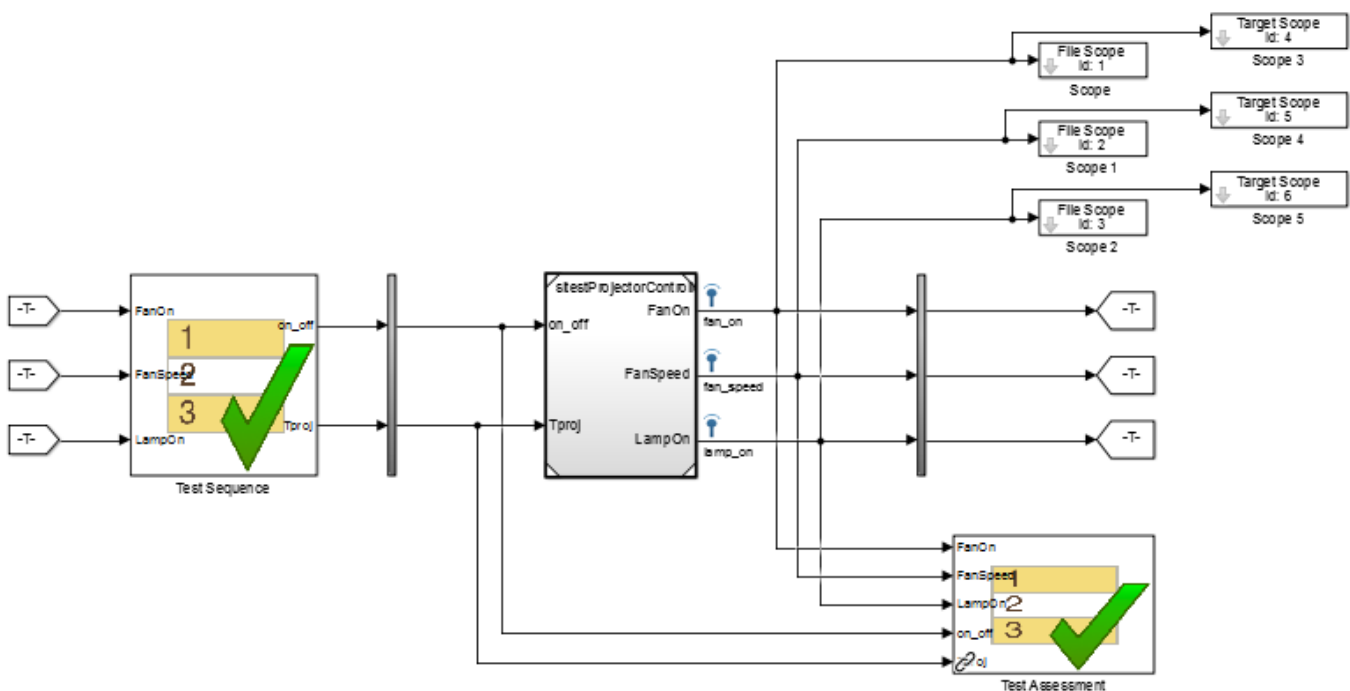 Target Scope
Id: 4
Scope 3
File Scope
Id: 1
Scope
Target Scope
Id: 5
Scope 4
File Scope
Id: 2
Scope 1
Target Scope
Id: 6
Scope 5
File Scope
Id: 3
Scope 2
-T-
-T-
-T-
FanOn
FanSpeed
LampOn
1
2
3
on_off
Tproj
Test Sequence
sltestProjectorControll
on_off
Tproj
FanOn
FanSpeed
LampOn
fan_on
fan_speed
lamp_on
-T-
-T-
-T-
FanOn
FanSpeed
LampOn
on_off
oj
1
2
3
Test Assessment